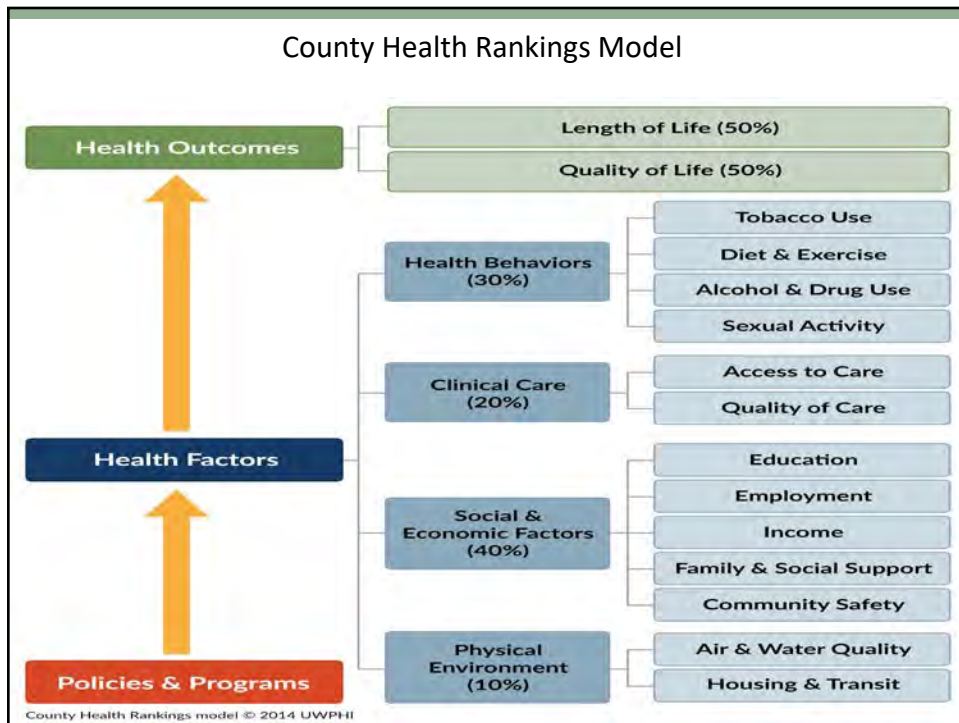 County Health Rankings Model
Health Outcomes
Length of Life (50%)
Quality of Life (50%)
Health Factors
Health Behaviors
(30%)
Tobacco Use
Diet & Exercise
Alcohol & Drug Use
Sexual Activity
Clinical Care
(20%)
Access to Care
Quality of Care
Social &
Economic Factors
(40%)
Education
Employment
Income
Family & Social Support
Community Safety
Physical
Environment
(10%)
Air & Water Quality
Housing & Transit
Policies & Programs
County Health Rankings model © 2014 UWPHI